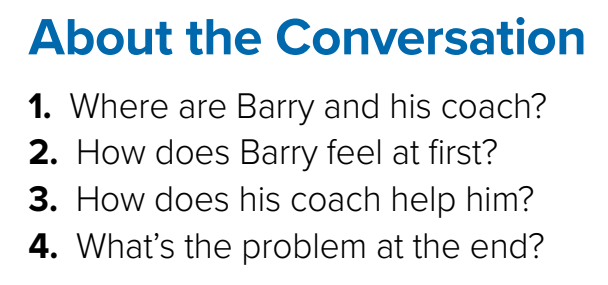 About the Conversation
1. Where are Barry and his coach?
2. How does Barry feel at first?
3. How does his coach help him?
4. What’s the problem at the end?